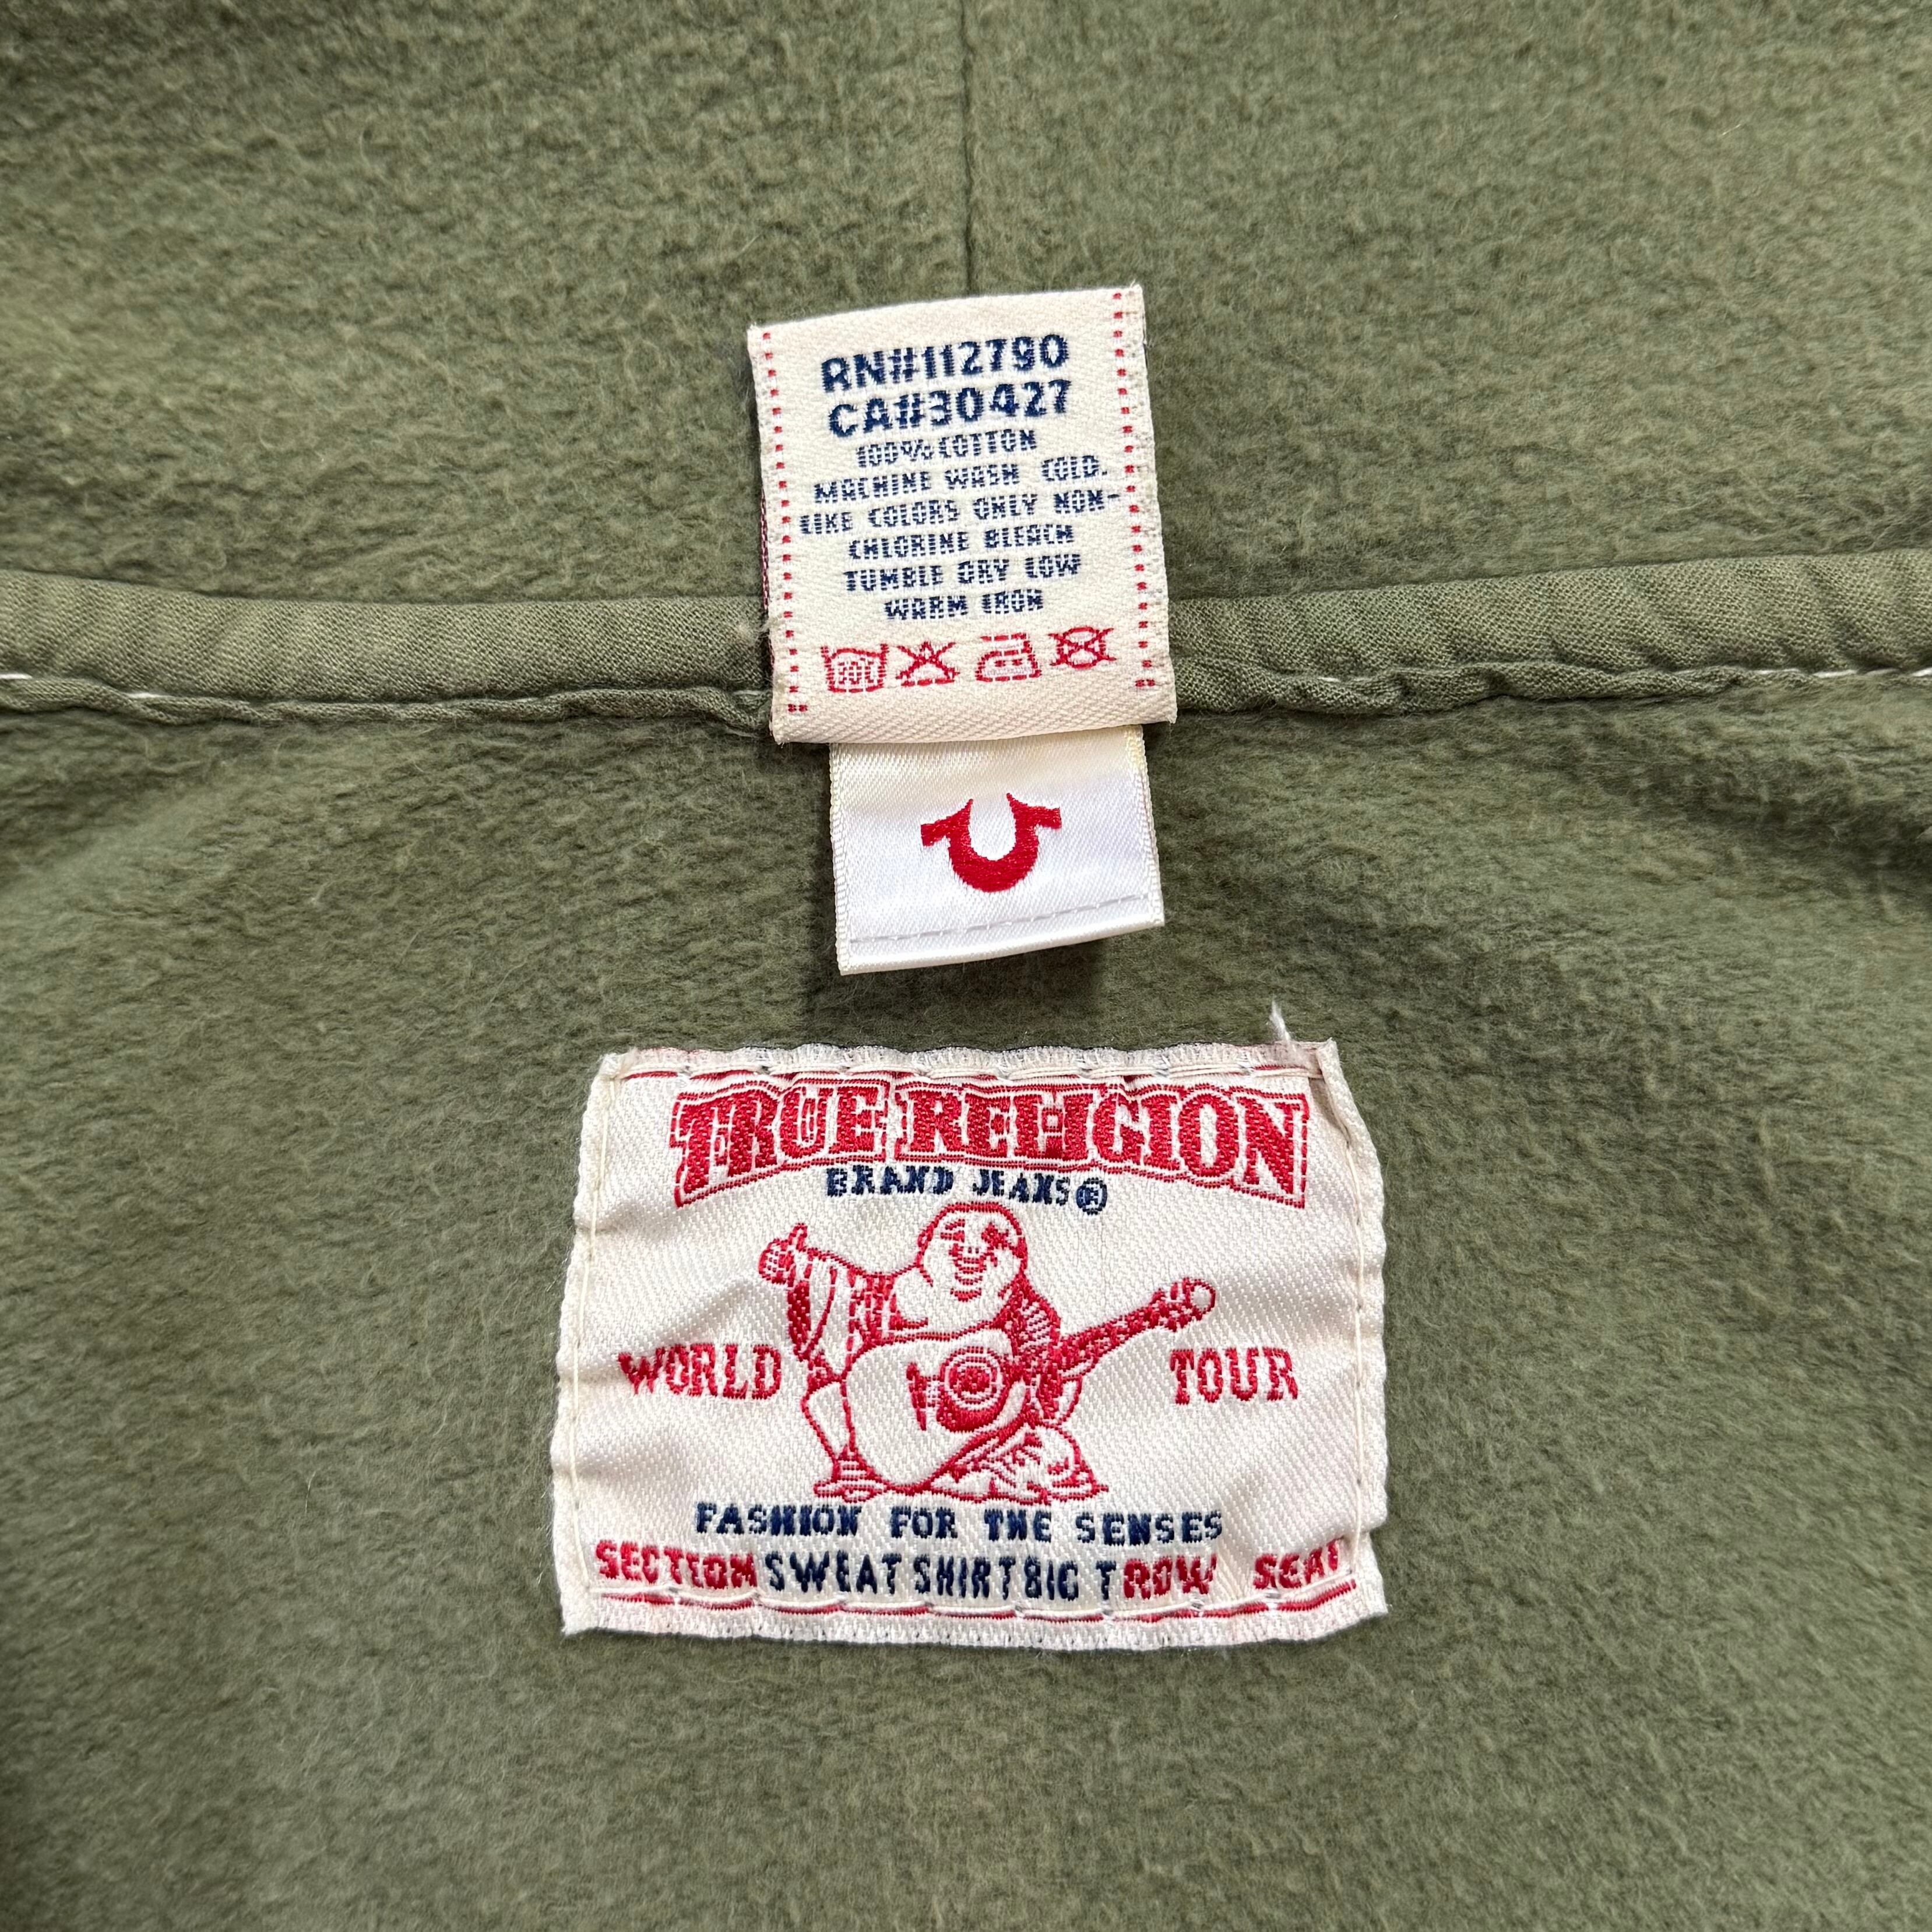 RN#112790
CA#30427
100% COTTON
MACHINE WASH COLD.
LIKE COLORS ONLY NON-
CHLORINE BLEACH
TUMBLE DRY LOW
WARM IRON
30C
TRUE RELIGION
BRAND JEANS®
WORLD TOUR
FASHION FOR THE SENSES
SECTION SWEAT SHIRT BIG T ROW SEAT